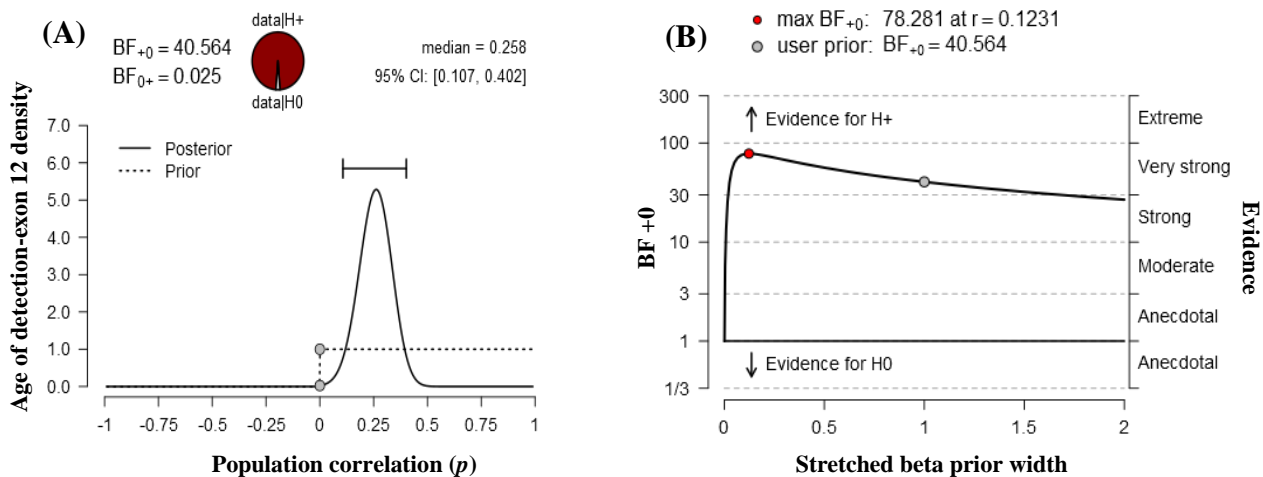 (A)
data|H+
BF+0 = 40.564
BF0+ = 0.025
data|H0
median = 0.258
95% CI: [0.107, 0.402]
Age of detection-exon 12 density
7.0
6.0
5.0
4.0
3.0
2.0
1.0
0.0
Posterior
Prior
-1
-0.75
-0.5
-0.25
0
0.25
0.5
0.75
1
Population correlation (p)
(B)
max BF+0: 78.281 at r = 0.1231
user prior: BF+0 = 40.564
BF +0
300
100
30
10
3
1
1/3
Evidence for H+
Evidence for H0
Extreme
Very strong
Strong
Moderate
Anecdotal
Anecdotal
Evidence
0
0.5
1
1.5
2
Stretched beta prior width